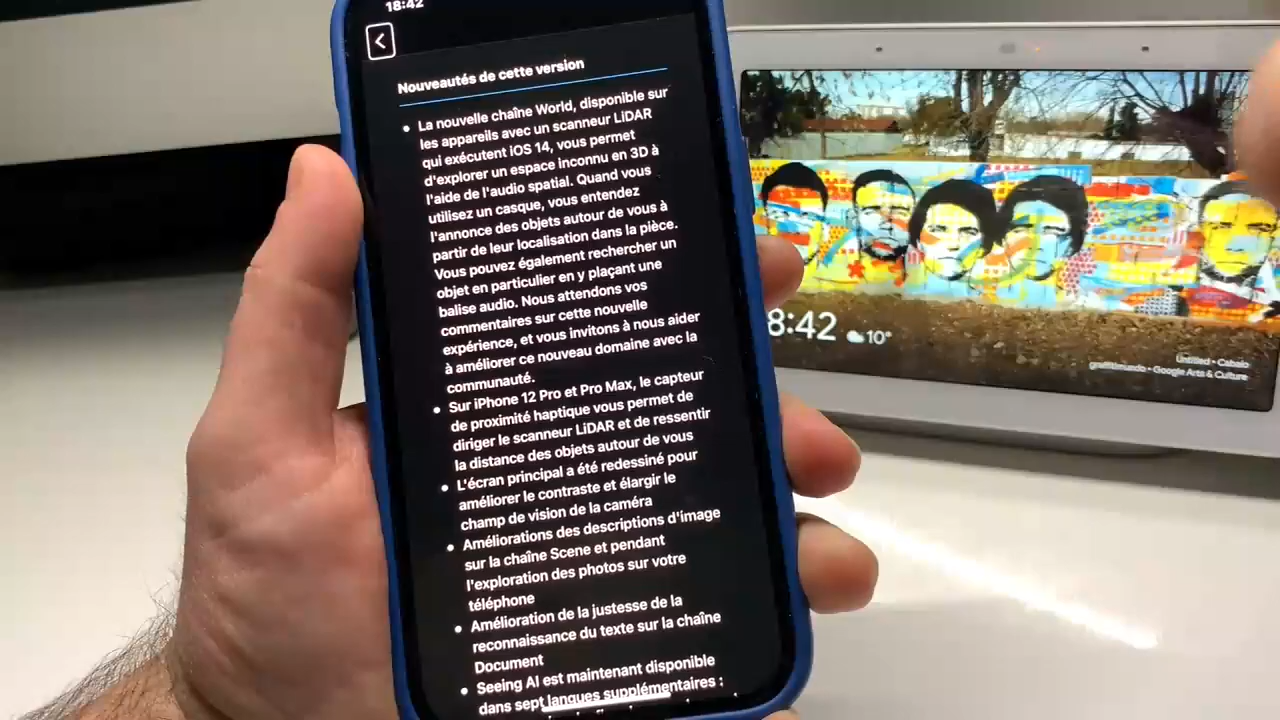 18:42
Nouveautés de cette version
• La nouvelle chaîne World, disponible sur
les appareils avec un scanneur LiDAR
qui exécutent iOS 14, vous permet
d'explorer un espace inconnu en 3D à
l'aide de l'audio spatial. Quand vous
utilisez un casque, vous entendez
l'annonce des objets autour de vous à
partir de leur localisation dans la pièce.
Vous pouvez également rechercher un
objet en particulier en y plaçant une
balise audio. Nous attendons vos
commentaires sur cette nouvelle
expérience, et vous invitons à nous aider
à améliorer ce nouveau domaine avec la
communauté.
• Sur iPhone 12 Pro et Pro Max, le capteur
de proximité haptique vous permet de
diriger le scanneur LiDAR et de ressentir
la distance des objets autour de vous
• L'écran principal a été redessiné pour
améliorer le contraste et élargir le
champ de vision de la caméra
• Améliorations des descriptions d'image
sur la chaîne Scene et pendant
l'exploration des photos sur votre
téléphone
• Amélioration de la justesse de la
reconnaissance du texte sur la chaîne
Document
• Seeing AI est maintenant disponible
dans sept langues supplémentaires :
8:42
10°
Untitled • Cabaio
graffitimundo • Google Arts & Culture